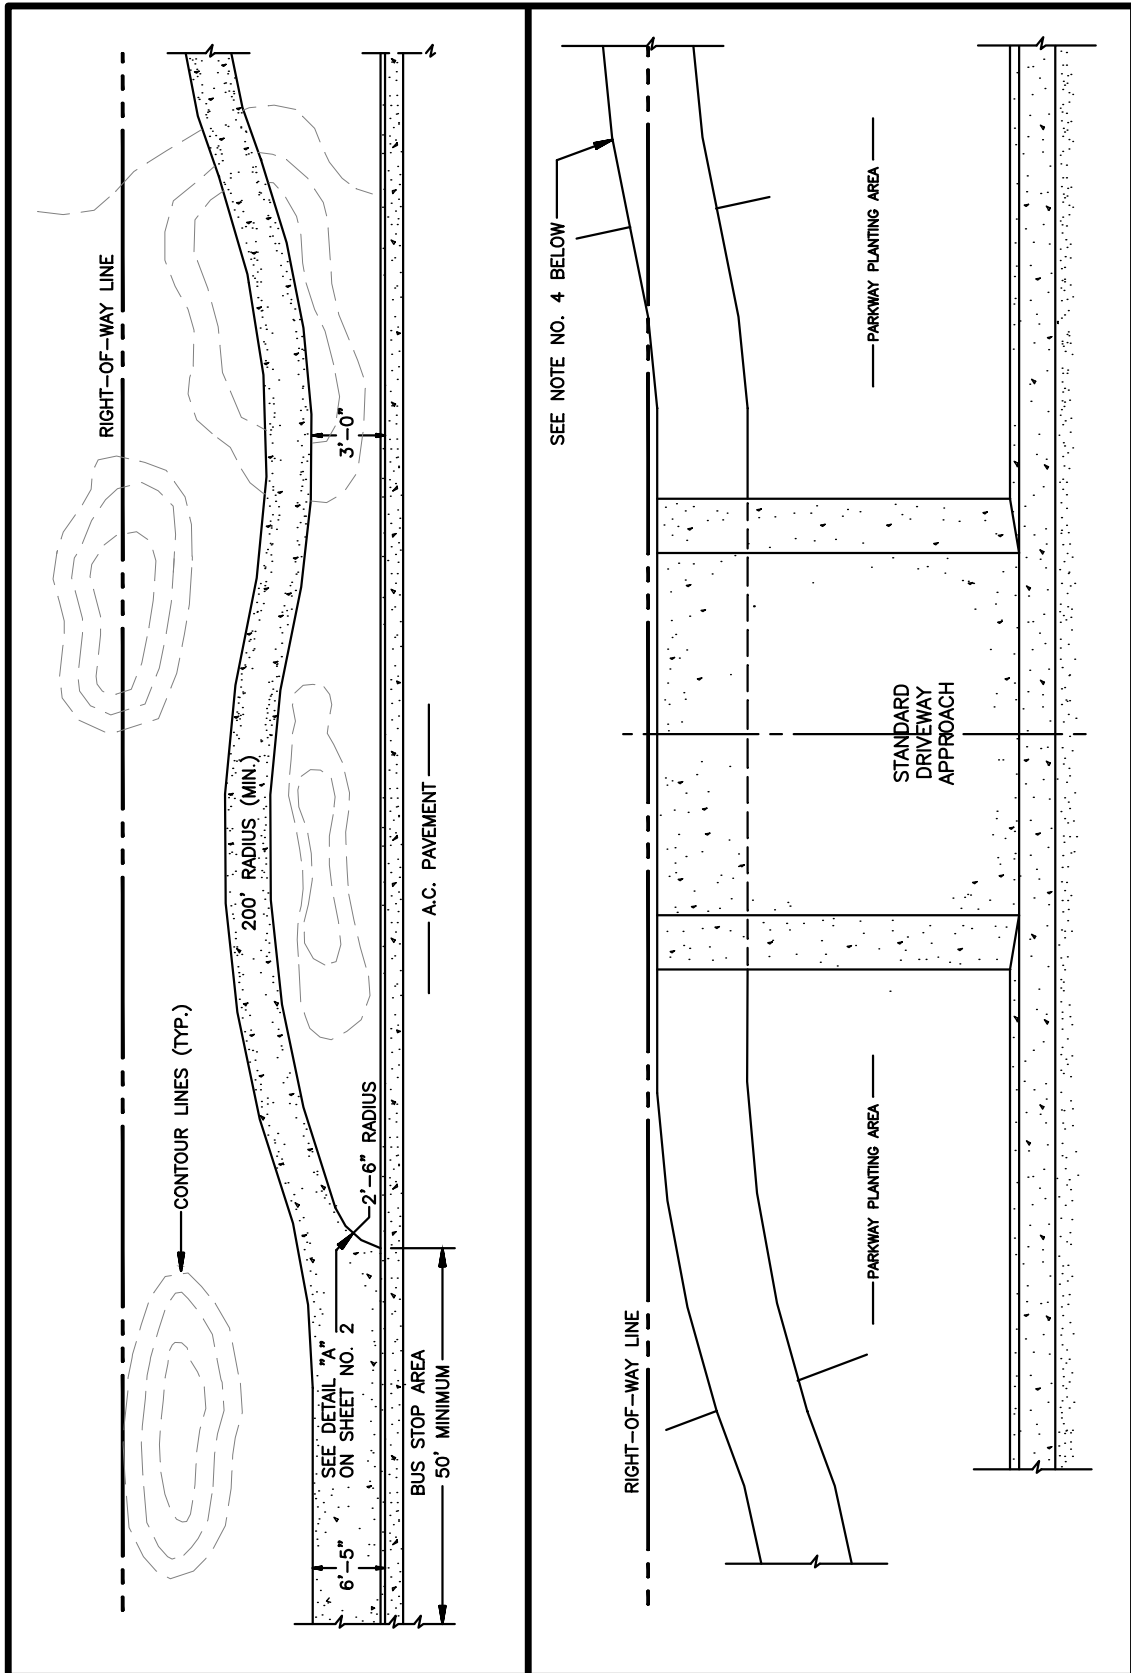 RIGHT-OF-WAY LINE
3'-0"
200' RADIUS (MIN.)
A.C. PAVEMENT
CONTOUR LINES (TYP.)
2'-6" RADIUS
SEE DETAIL "A"
ON SHEET NO. 2
BUS STOP AREA
50' MINIMUM
6'-5"
SEE NOTE NO. 4 BELOW
PARKWAY PLANTING AREA
STANDARD
DRIVEWAY
APPROACH
PARKWAY PLANTING AREA
RIGHT-OF-WAY LINE